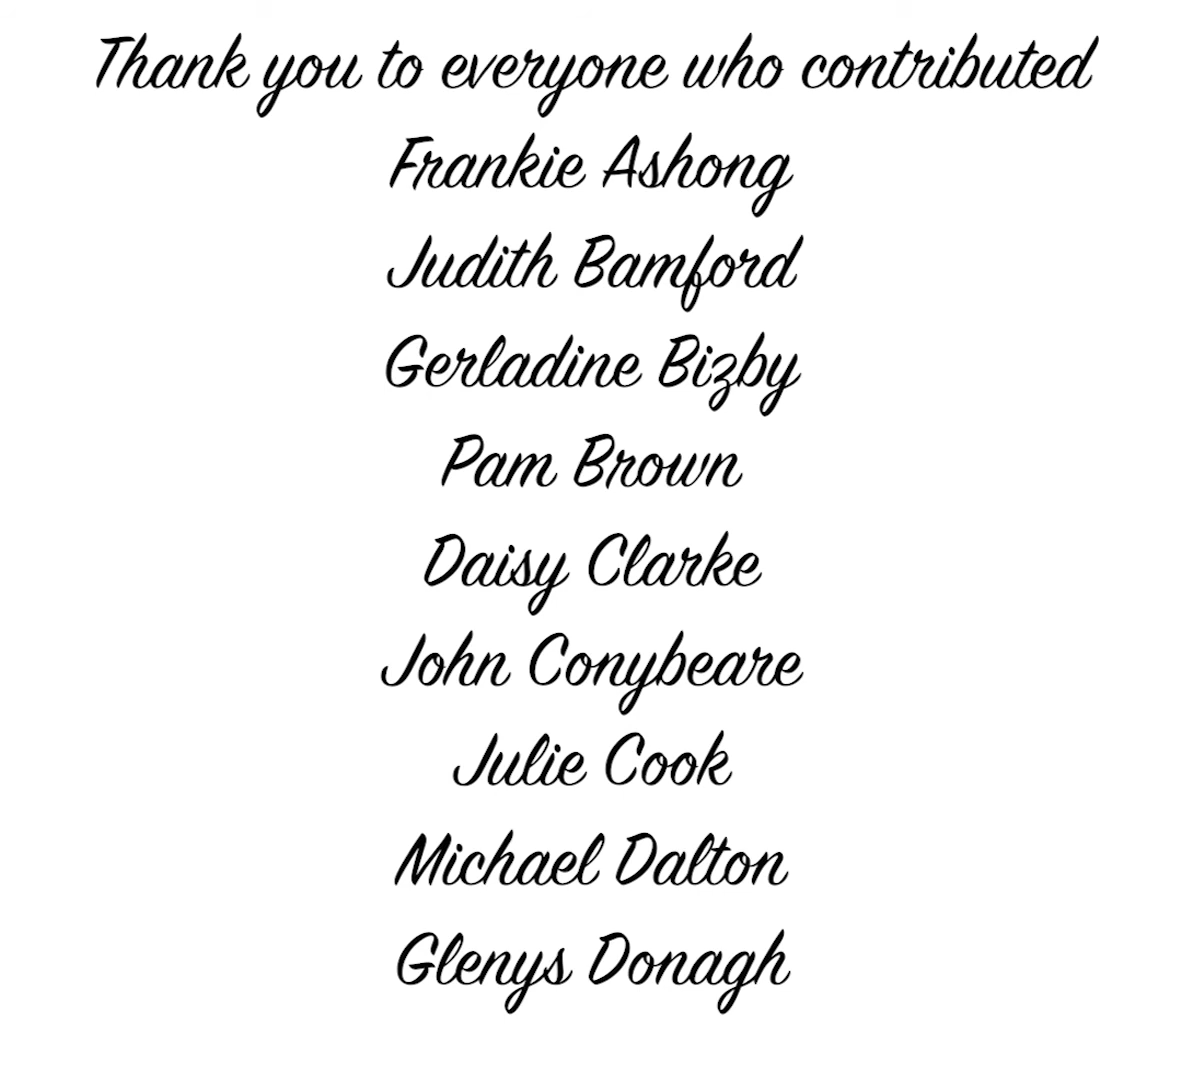 Thank you to everyone who contributed
Frankie Ashong
Judith Bamford
Gerladine Bizby
Pam Brown
Daisy Clarke
John Conybeare
Julie Cook
Michael Dalton
Glenys Donagh